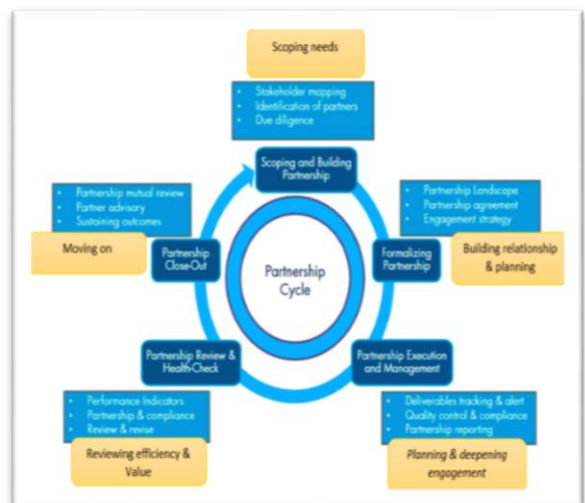 Scoping needs
• Stakeholder mapping
• Identification of partners
• Due diligence
Scoping and Building
Partnership
• Partnership Landscape
• Partnership agreement
• Engagement strategy
Formalizing
Partnership
Building relationship
& planning
Partnership Execution
and Management
• Deliverables tracking & alert
• Quality control & compliance
• Partnership reporting
Planning & deepening
engagement
Partnership Review &
Health-Check
• Performance Indicators
• Partnership & compliance
• Review & revise
Reviewing efficiency &
Value
• Partnership mutual review
• Partner advisory
• Sustaining outcomes
Moving on
Partnership
Close-Out
Partnership
Cycle